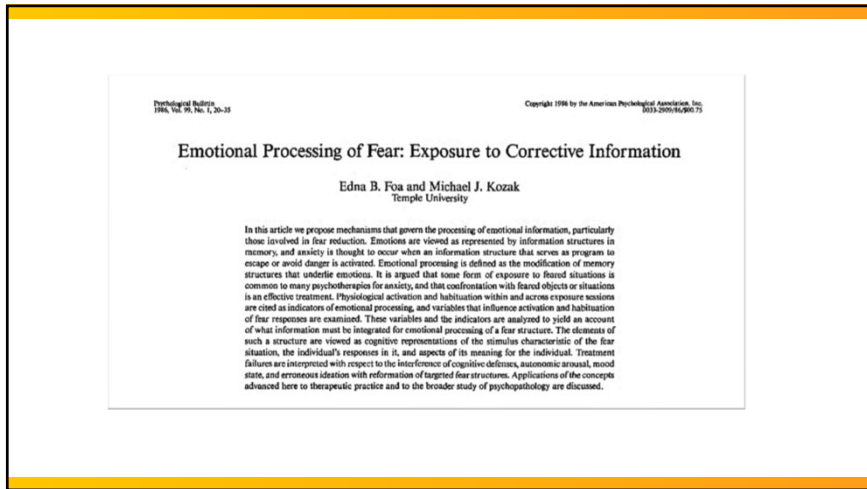 Psychological Bulletin
1986, Vol. 99, No. 1, 20-35
Copyright 1986 by the American Psychological Association, Inc.
0033-2909/86/$00.75
Emotional Processing of Fear: Exposure to Corrective Information
Edna B. Foa and Michael J. Kozak
Temple University
In this article we propose mechanisms that govern the processing of emotional information, particularly
those involved in fear reduction. Emotions are viewed as represented by information structures in
memory, and anxiety is thought to occur when an information structure that serves as program to
escape or avoid danger is activated. Emotional processing is defined as the modification of memory
structures that underlie emotions. It is argued that some form of exposure to feared situations is
common to many psychotherapies for anxiety, and that confrontation with feared objects or situations
is an effective treatment. Physiological activation and habituation within and across exposure sessions
are cited as indicators of emotional processing, and variables that influence activation and habituation
of fear responses are examined. These variables and the indicators are analyzed to yield an account
of what information must be integrated for emotional processing of a fear structure. The elements of
such a structure are viewed as cognitive representations of the stimulus characteristic of the fear
situation, the individual's responses in it, and aspects of its meaning for the individual. Treatment
failures are interpreted with respect to the interference of cognitive defenses, autonomic arousal, mood
state, and erroneous ideation with reformation of targeted fear structures. Applications of the concepts
advanced here to therapeutic practice and to the broader study of psychopathology are discussed.